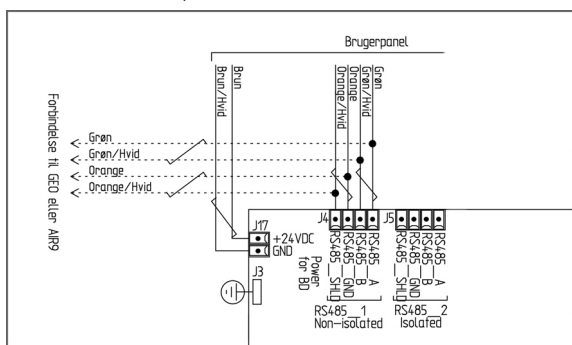 Brugerpanel
Brun/Hvid
Brun
Orange/Hvid
Orange
Grøn/Hvid
Grøn
Forbindelse til GEO eller AIR9
Grøn
Grøn/Hvid
Orange
Orange/Hvid
J17
+24VDC
GND
J3
Power
for BD
J4
RS485_SHLD
RS485_GND
RS485_B
RS485_A
RS485_1
Non-isolated
J5
RS485_SHLD
RS485_GND
RS485_B
RS485_A
RS485_2
Isolated